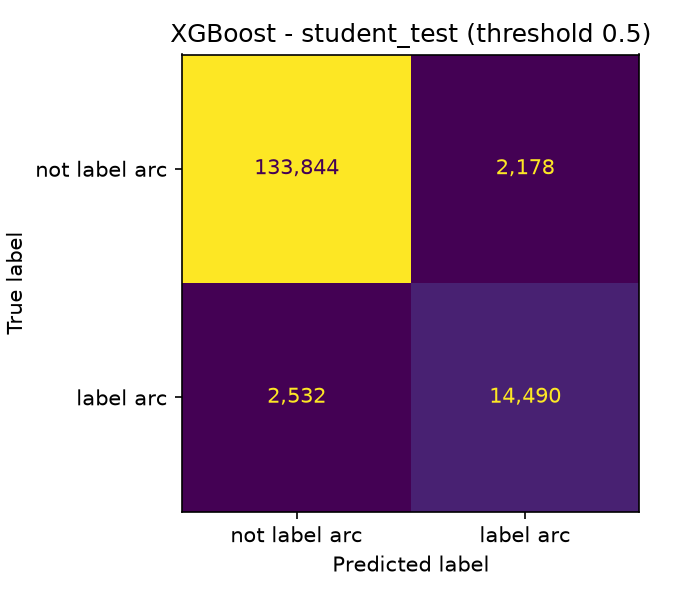 XGBoost - student_test (threshold 0.5)
not label arc
133,844
2,178
True label
label arc
2,532
14,490
not label arc
label arc
Predicted label